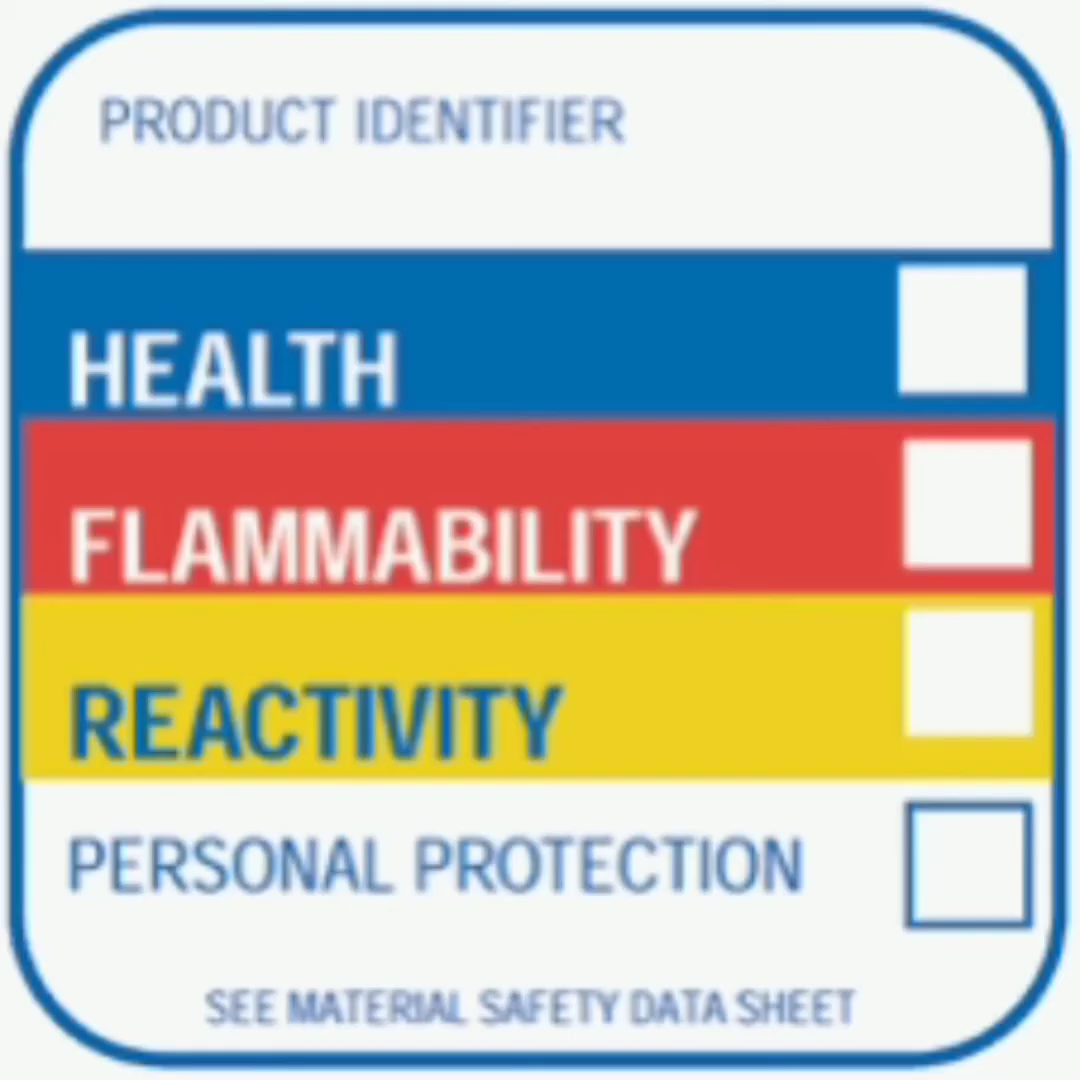 PRODUCT IDENTIFIER
HEALTH
FLAMMABILITY
REACTIVITY
PERSONAL PROTECTION
SEE MATERIAL SAFETY DATA SHEET